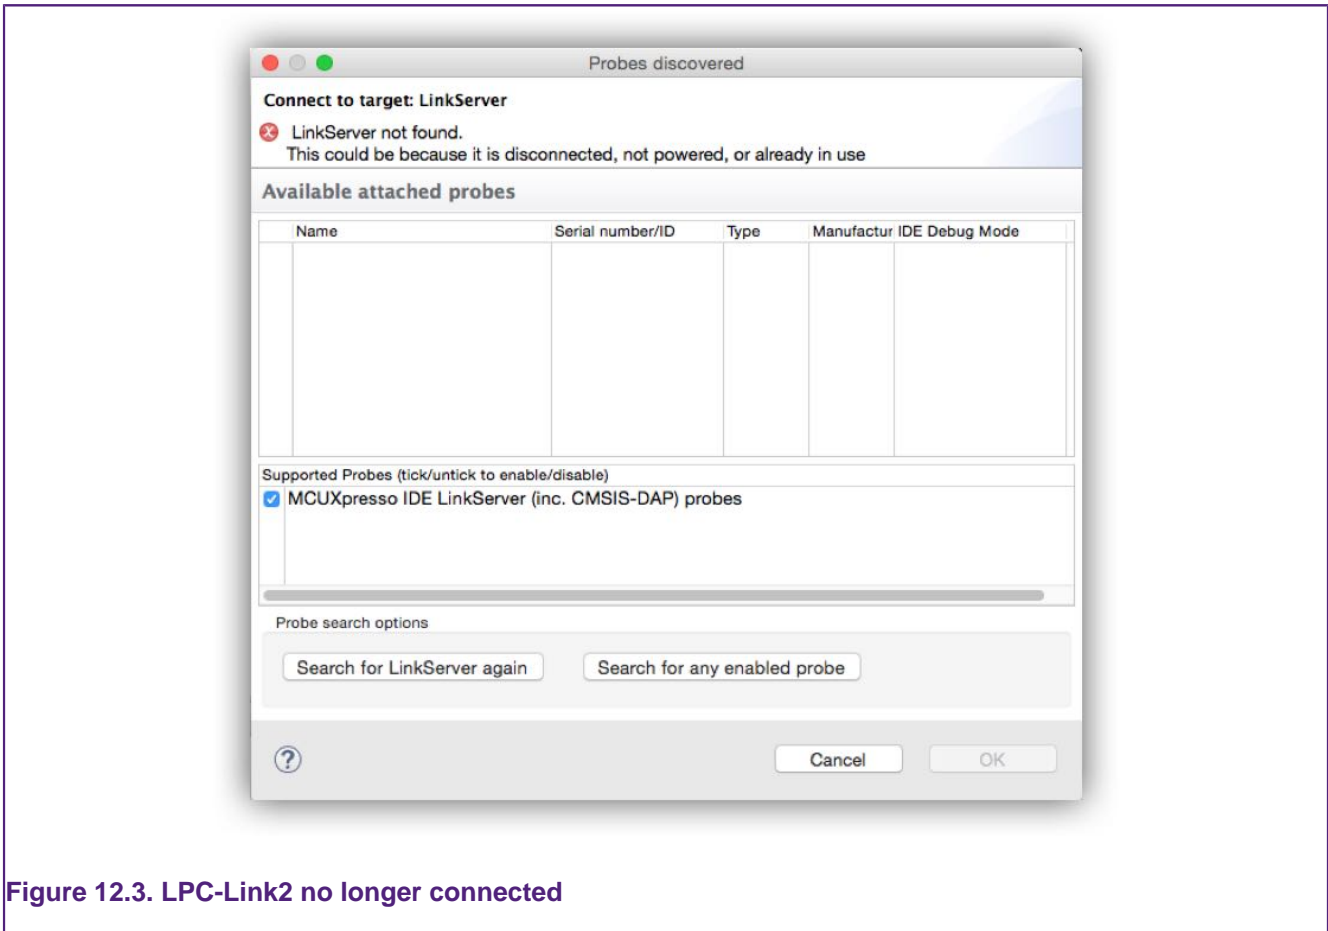 Probes discovered
Connect to target: LinkServer
LinkServer not found.
This could be because it is disconnected, not powered, or already in use
Available attached probes
Name Serial number/ID Type Manufactur IDE Debug Mode
Supported Probes (tick/untick to enable/disable)
MCUXpresso IDE LinkServer (inc. CMSIS-DAP) probes
Probe search options
Search for LinkServer again Search for any enabled probe
? Cancel OK
Figure 12.3. LPC-Link2 no longer connected